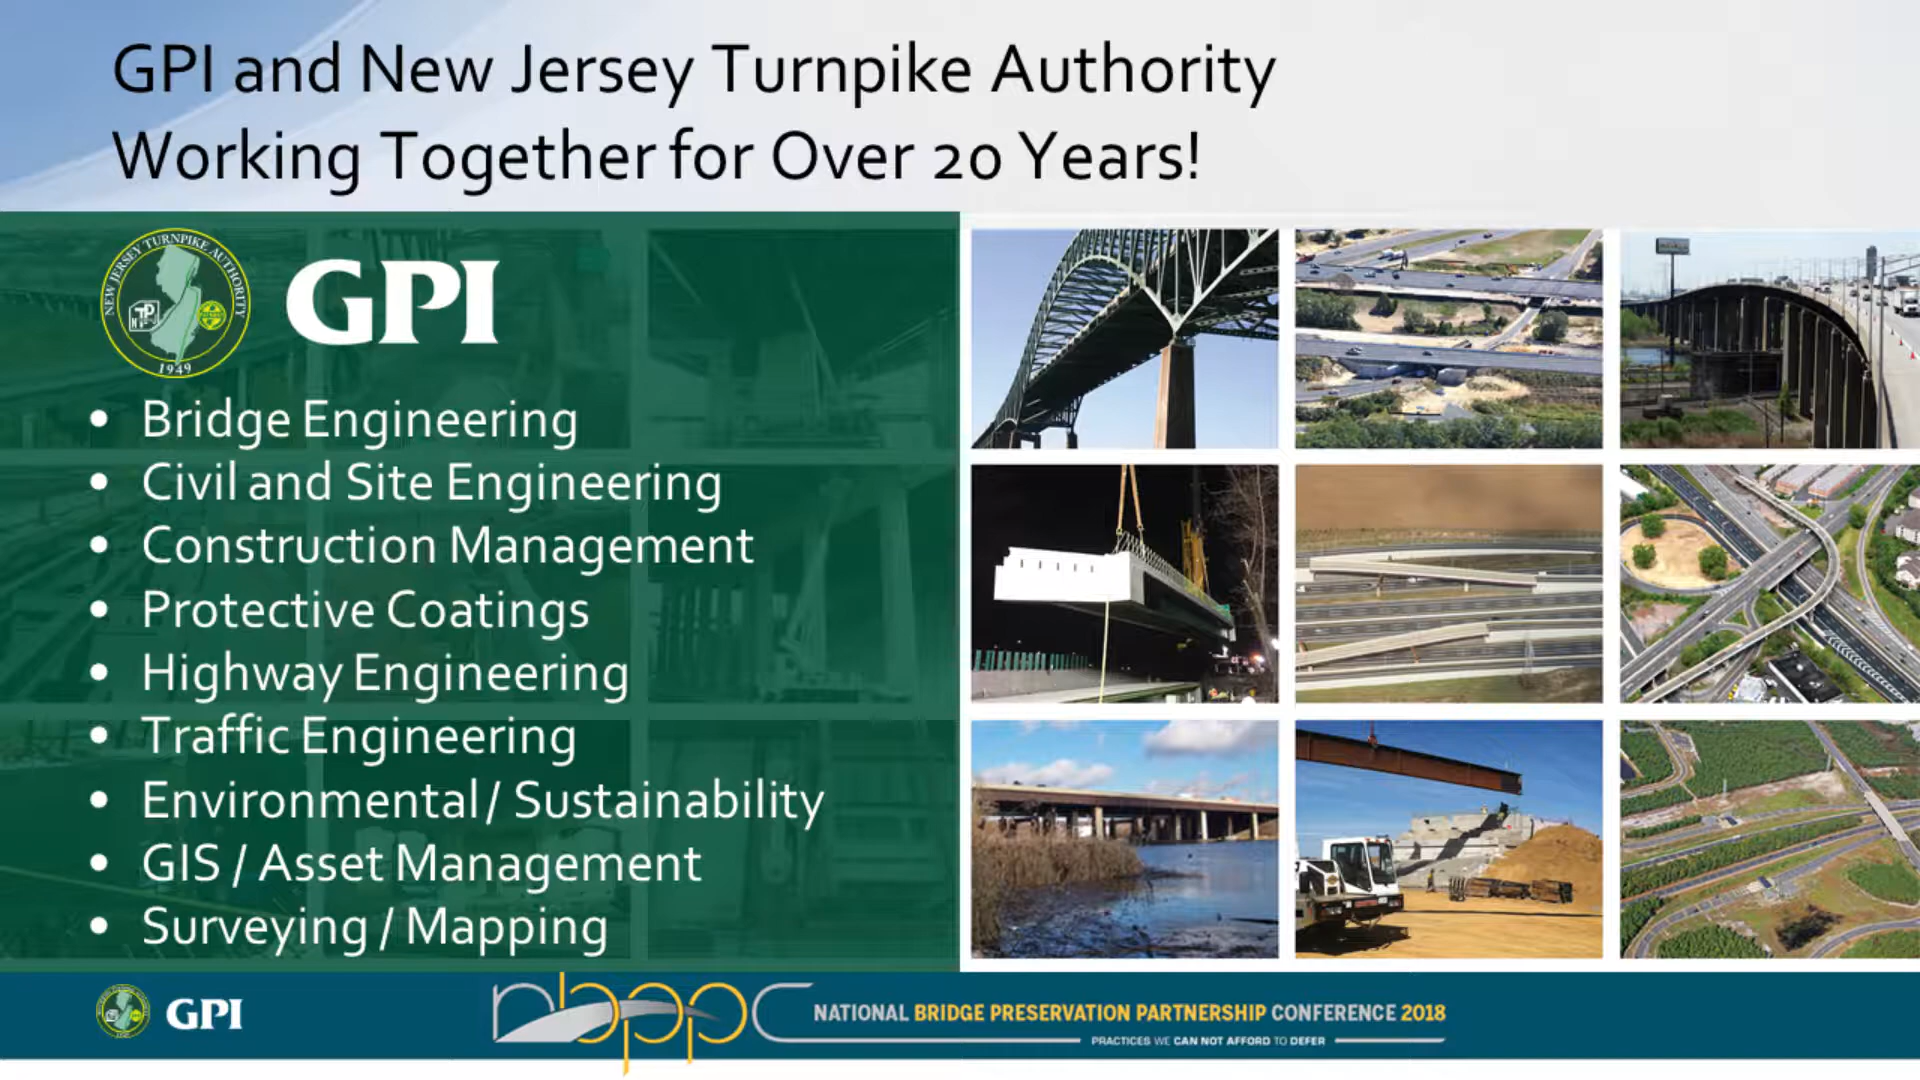 GPI and New Jersey Turnpike Authority
Working Together for Over 20 Years!
NEW JERSEY TURNPIKE AUTHORITY
1949
GPI
• Bridge Engineering
• Civil and Site Engineering
• Construction Management
• Protective Coatings
• Highway Engineering
• Traffic Engineering
• Environmental / Sustainability
• GIS / Asset Management
• Surveying / Mapping
GPI
nbppc
NATIONAL BRIDGE PRESERVATION PARTNERSHIP CONFERENCE 2018
PRACTICES WE CAN NOT AFFORD TO DEFER